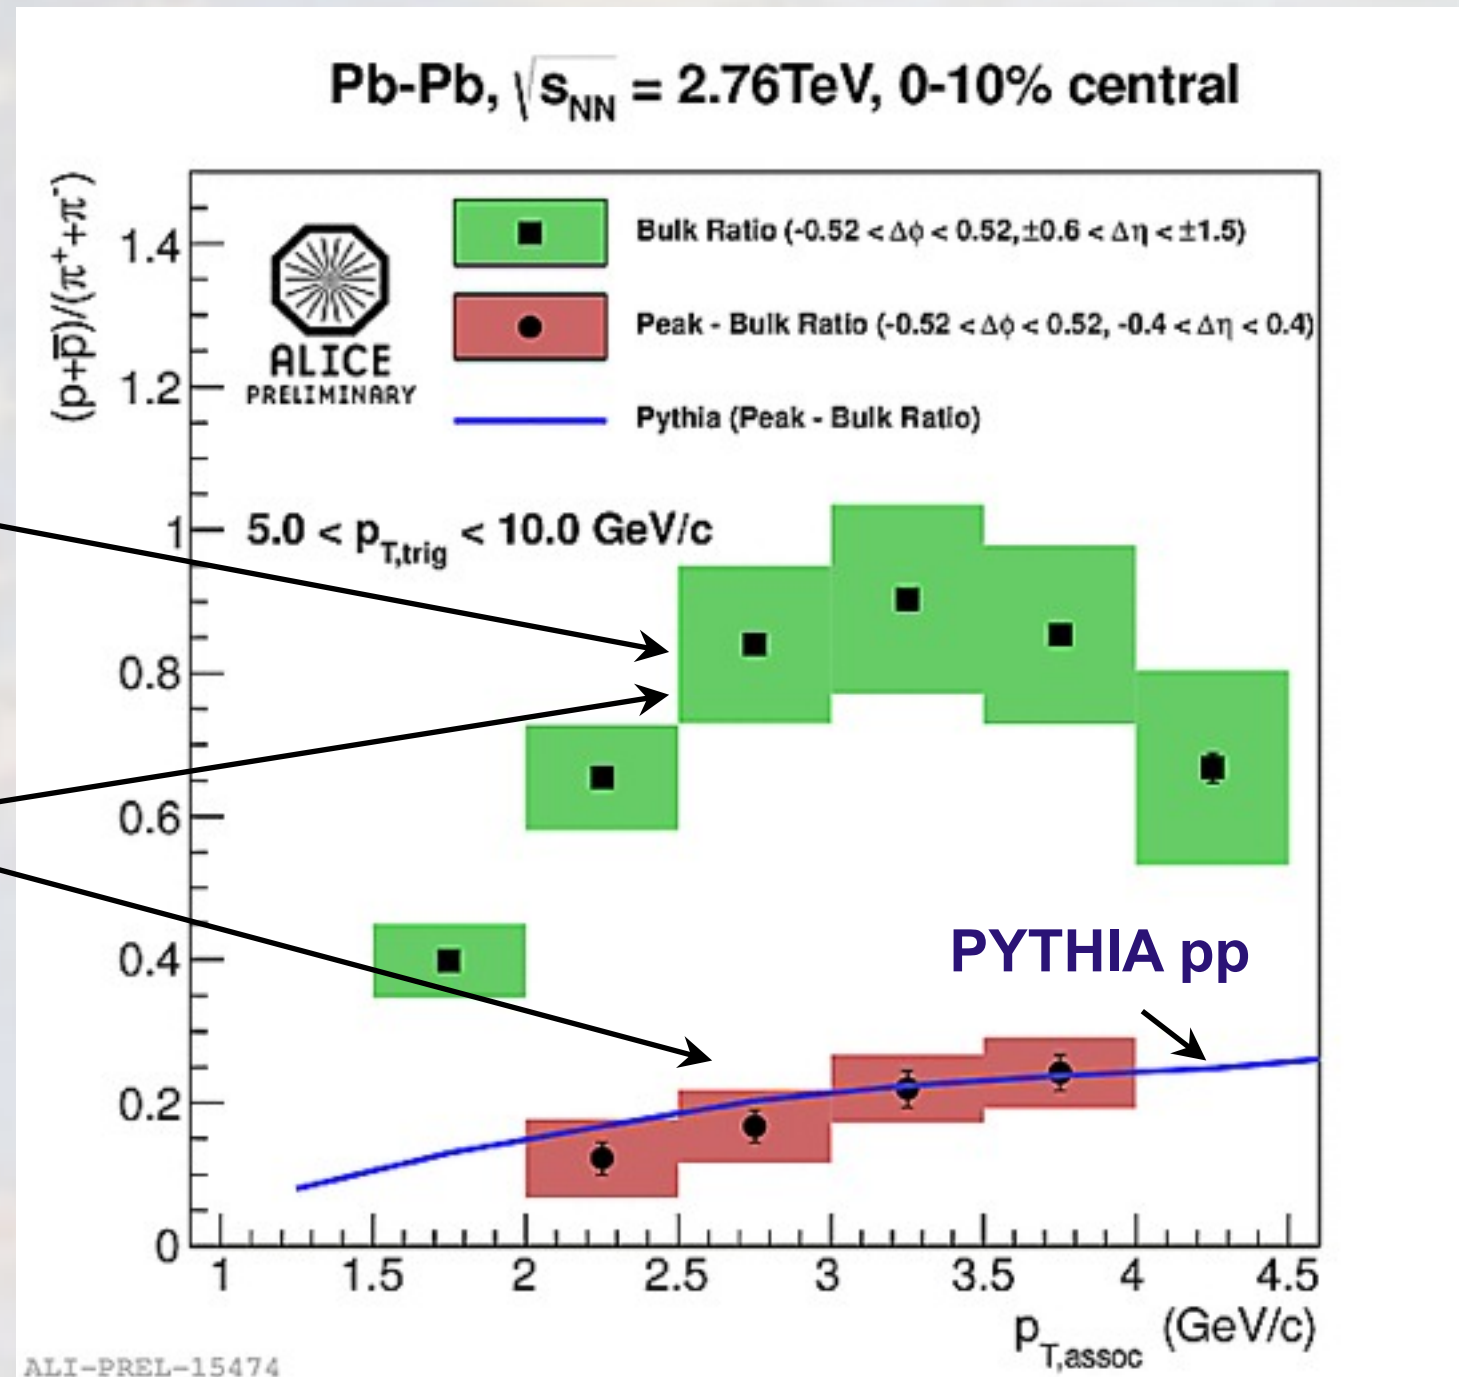 Pb-Pb, √s_NN = 2.76TeV, 0-10% central
(p+p̅)/(π⁺+π⁻)
Bulk Ratio (-0.52 < Δϕ < 0.52,±0.6 < Δη < ±1.5)
Peak - Bulk Ratio (-0.52 < Δϕ < 0.52, -0.4 < Δη < 0.4)
Pythia (Peak - Bulk Ratio)
ALICE
PRELIMINARY
5.0 < p_T,trig < 10.0 GeV/c
1.4
1.2
1
0.8
0.6
0.4
0.2
0
PYTHIA pp
1 1.5 2 2.5 3 3.5 4 4.5
p_T,assoc (GeV/c)
ALI-PREL-15474